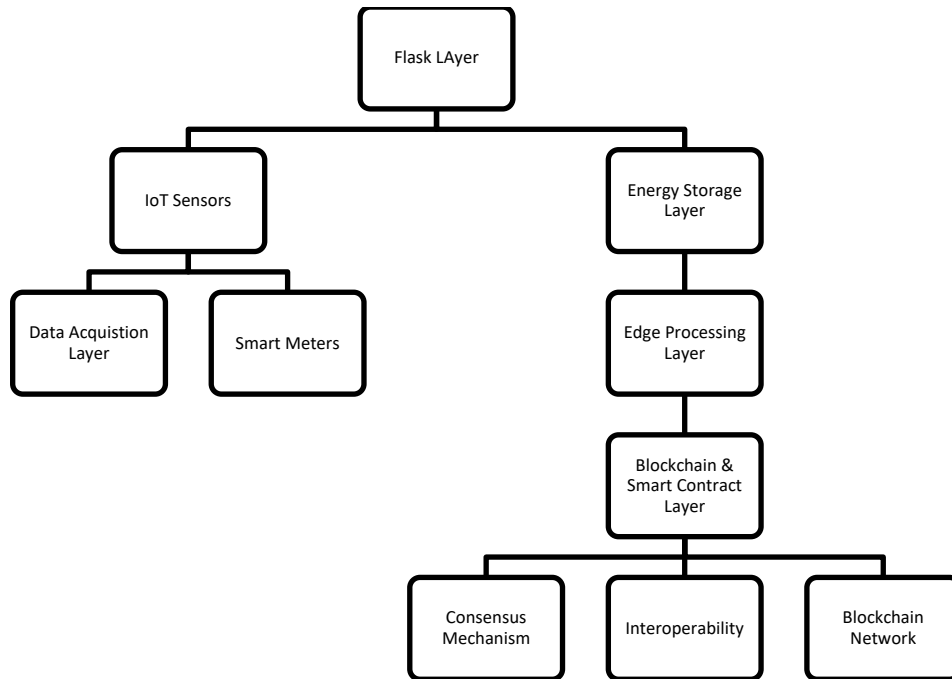 Flask LAyer
IoT Sensors
Energy Storage
Layer
Data Acquistion
Layer
Smart Meters
Edge Processing
Layer
Blockchain &
Smart Contract
Layer
Consensus
Mechanism
Interoperability
Blockchain
Network